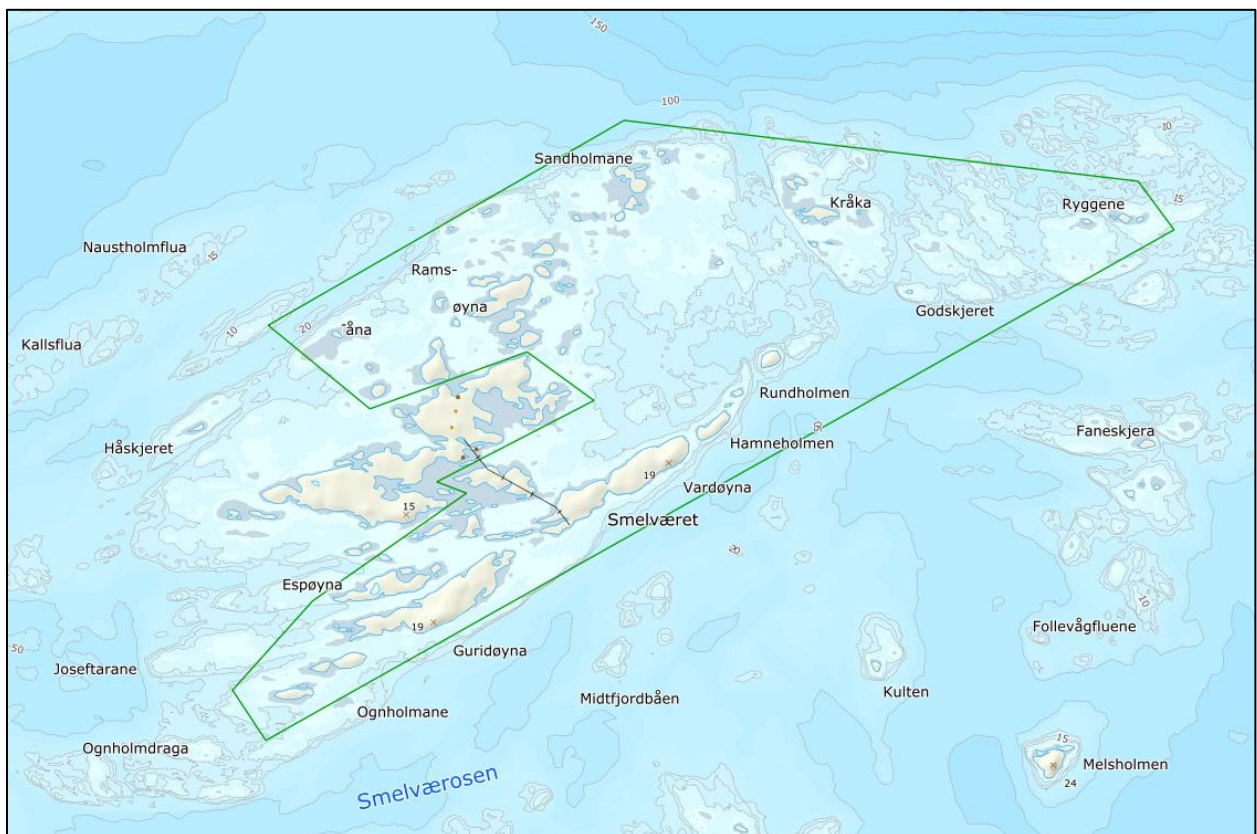 150
100
10
Sandholmane
Kråka
Ryggene
15
Naustholmflua
15
Rams-
øyna
Godskjeret
20
10
åna
Kallsflua
Rundholmen
50
Faneskjera
Hamneholmen
Håskjeret
19
Vardøyna
15
Smelværet
20
Espøyna
10
19
Follevågfluene
50
Guridøyna
Joseftarane
Kulten
Midtfjordbåen
Ognholmane
15
Ognholmdraga
Melsholmen
Smelværosen
24